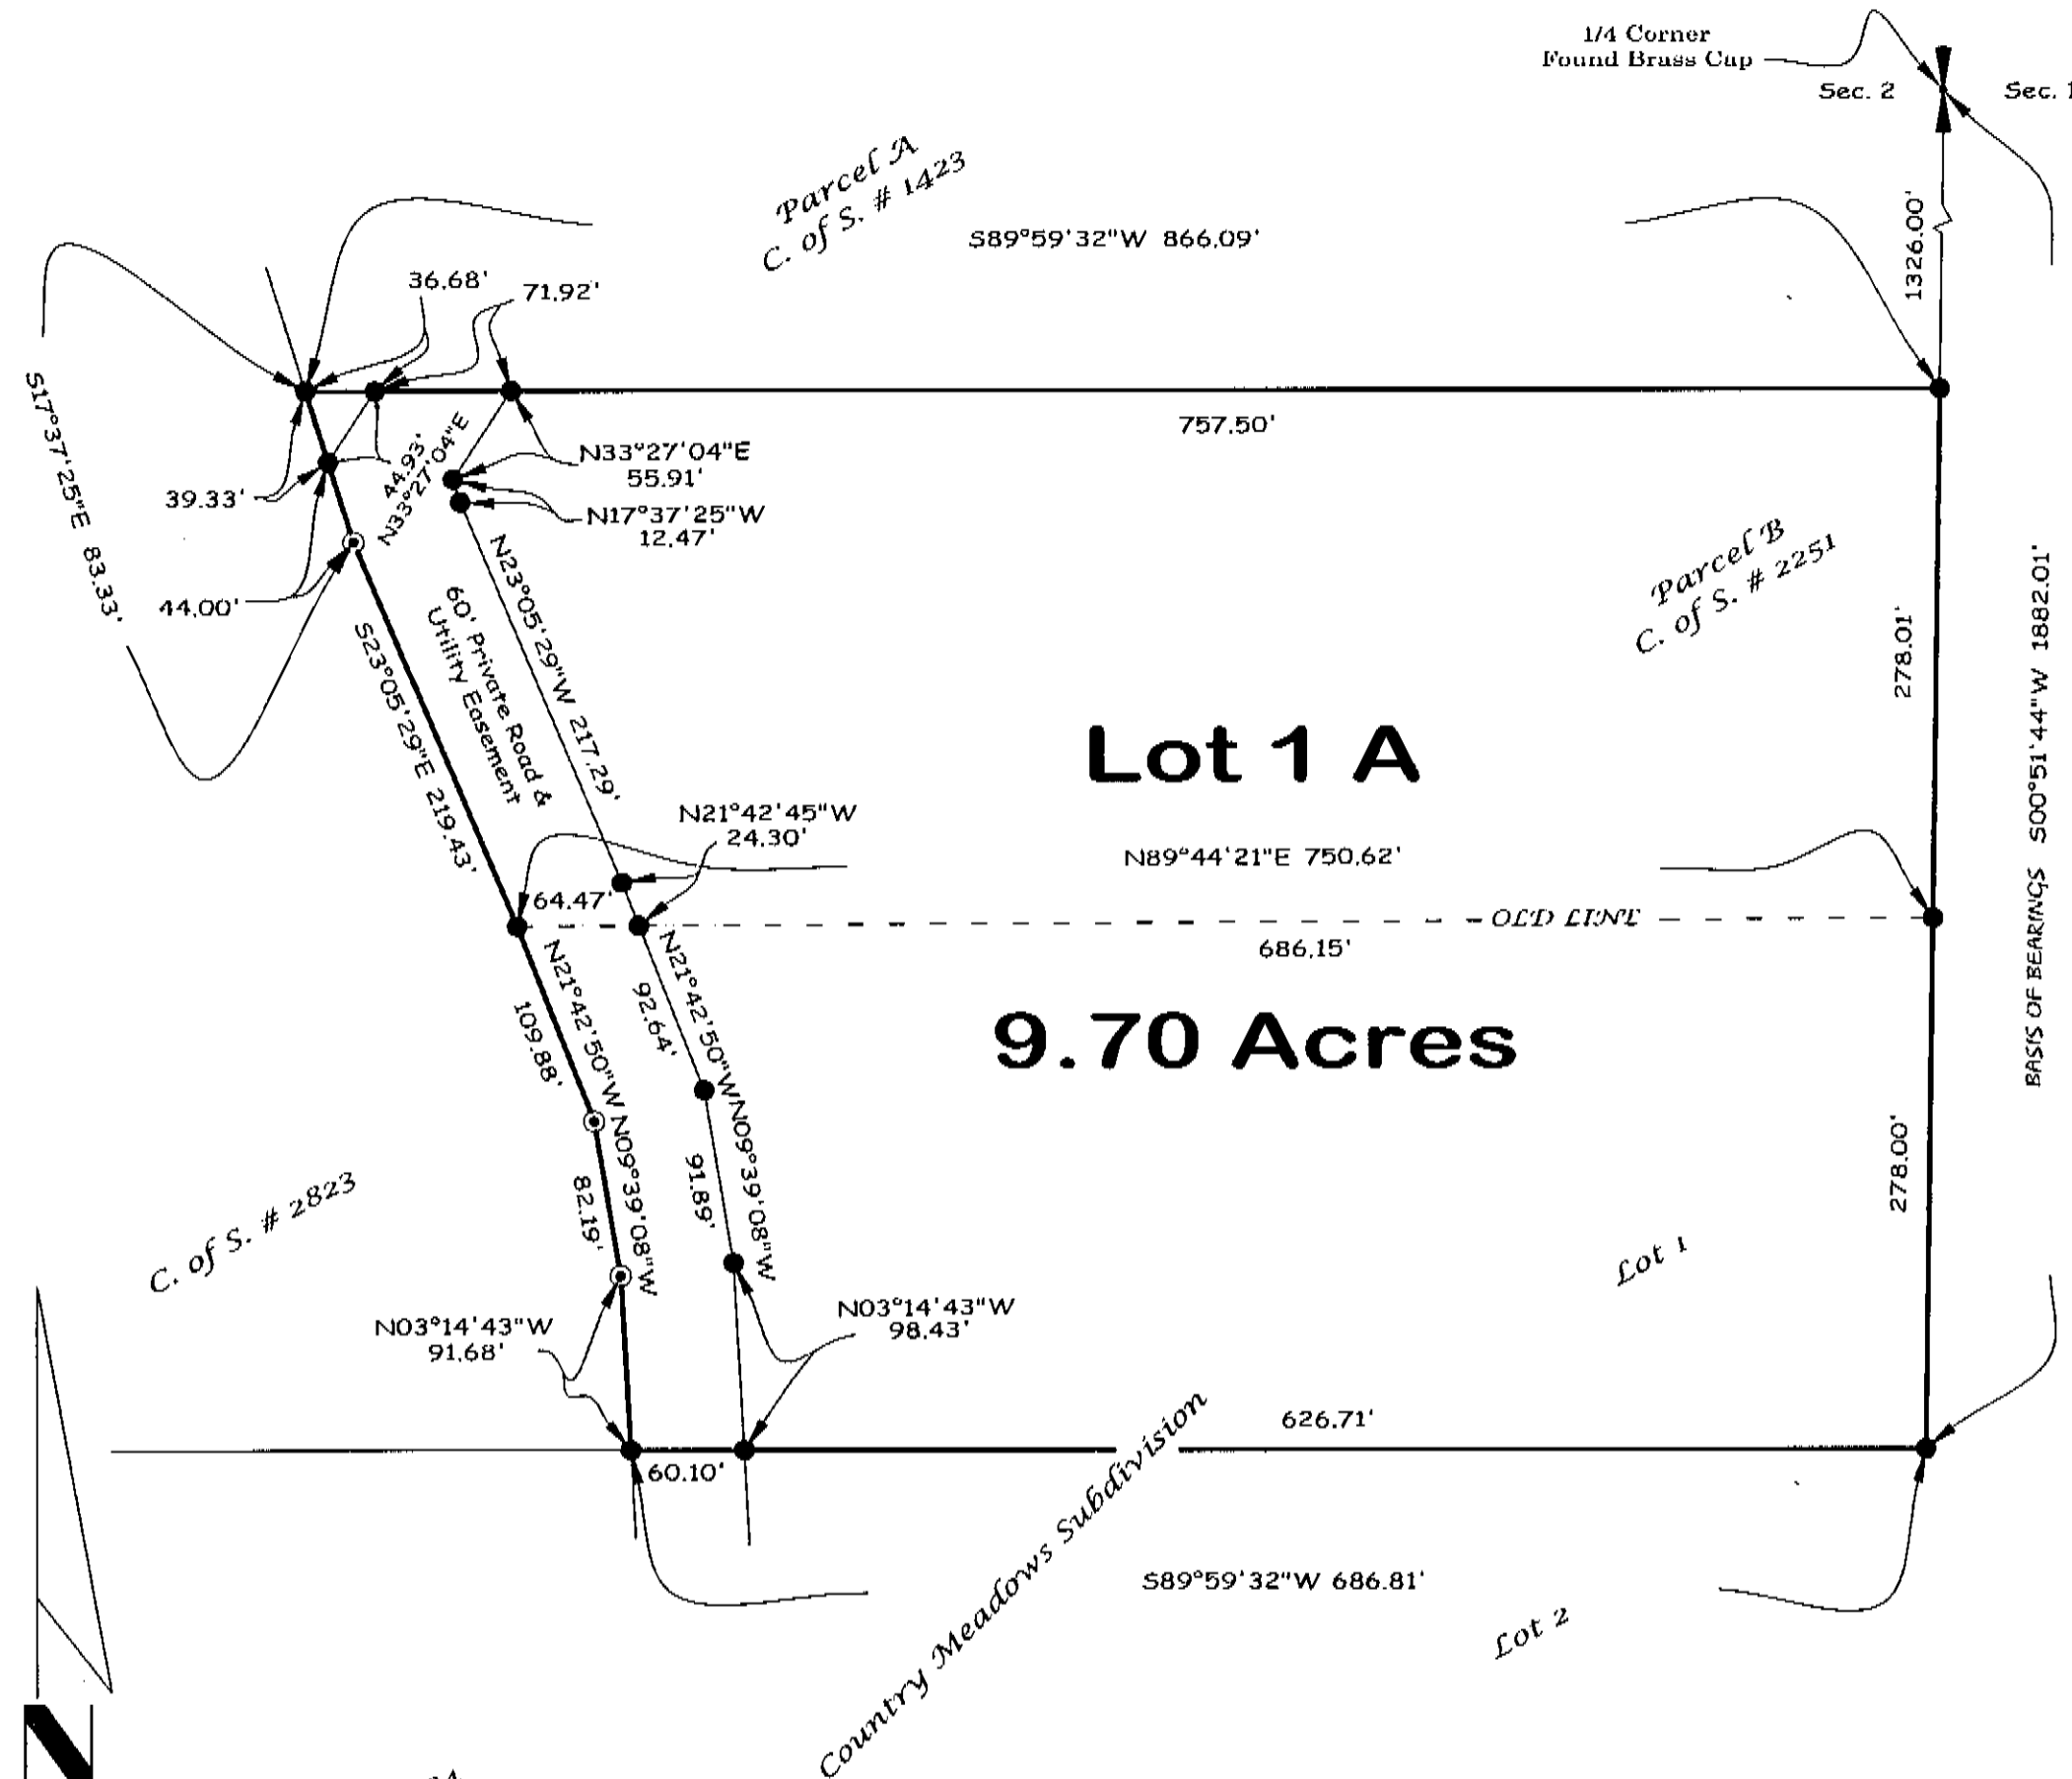 1/4 Corner
Found Brass Cap
Sec. 2
Sec. 1
Parcel A
C. of S. # 1423
S89°59'32"W 866.09'
1326.00'
36.68'
71.92'
S17°37'25"E 83.33'
757.50'
N33°27'04"E
55.91'
44.93'
N33°27'04"E
39.33'
N17°37'25"W
12.47'
44.00'
Parcel B
C. of S. # 2251
N23°05'29"W 217.29'
60' Private Road &
Utility Easement
S23°05'29"E 219.43'
278.01'
BASIS OF BEARINGS S00°51'44"W 1882.01'
Lot 1 A
N21°42'45"W
24.30'
N89°44'21"E 750.62'
64.47'
OLD LINE
686.15'
N21°42'50"W
109.88'
N21°42'50"W
92.64'
9.70 Acres
N09°39'08"W
82.19'
N09°39'08"W
91.89'
278.00'
C. of S. # 2823
Lot 1
N03°14'43"W
91.68'
N03°14'43"W
98.43'
626.71'
60.10'
Country Meadows Subdivision
S89°59'32"W 686.81'
Lot 2
N